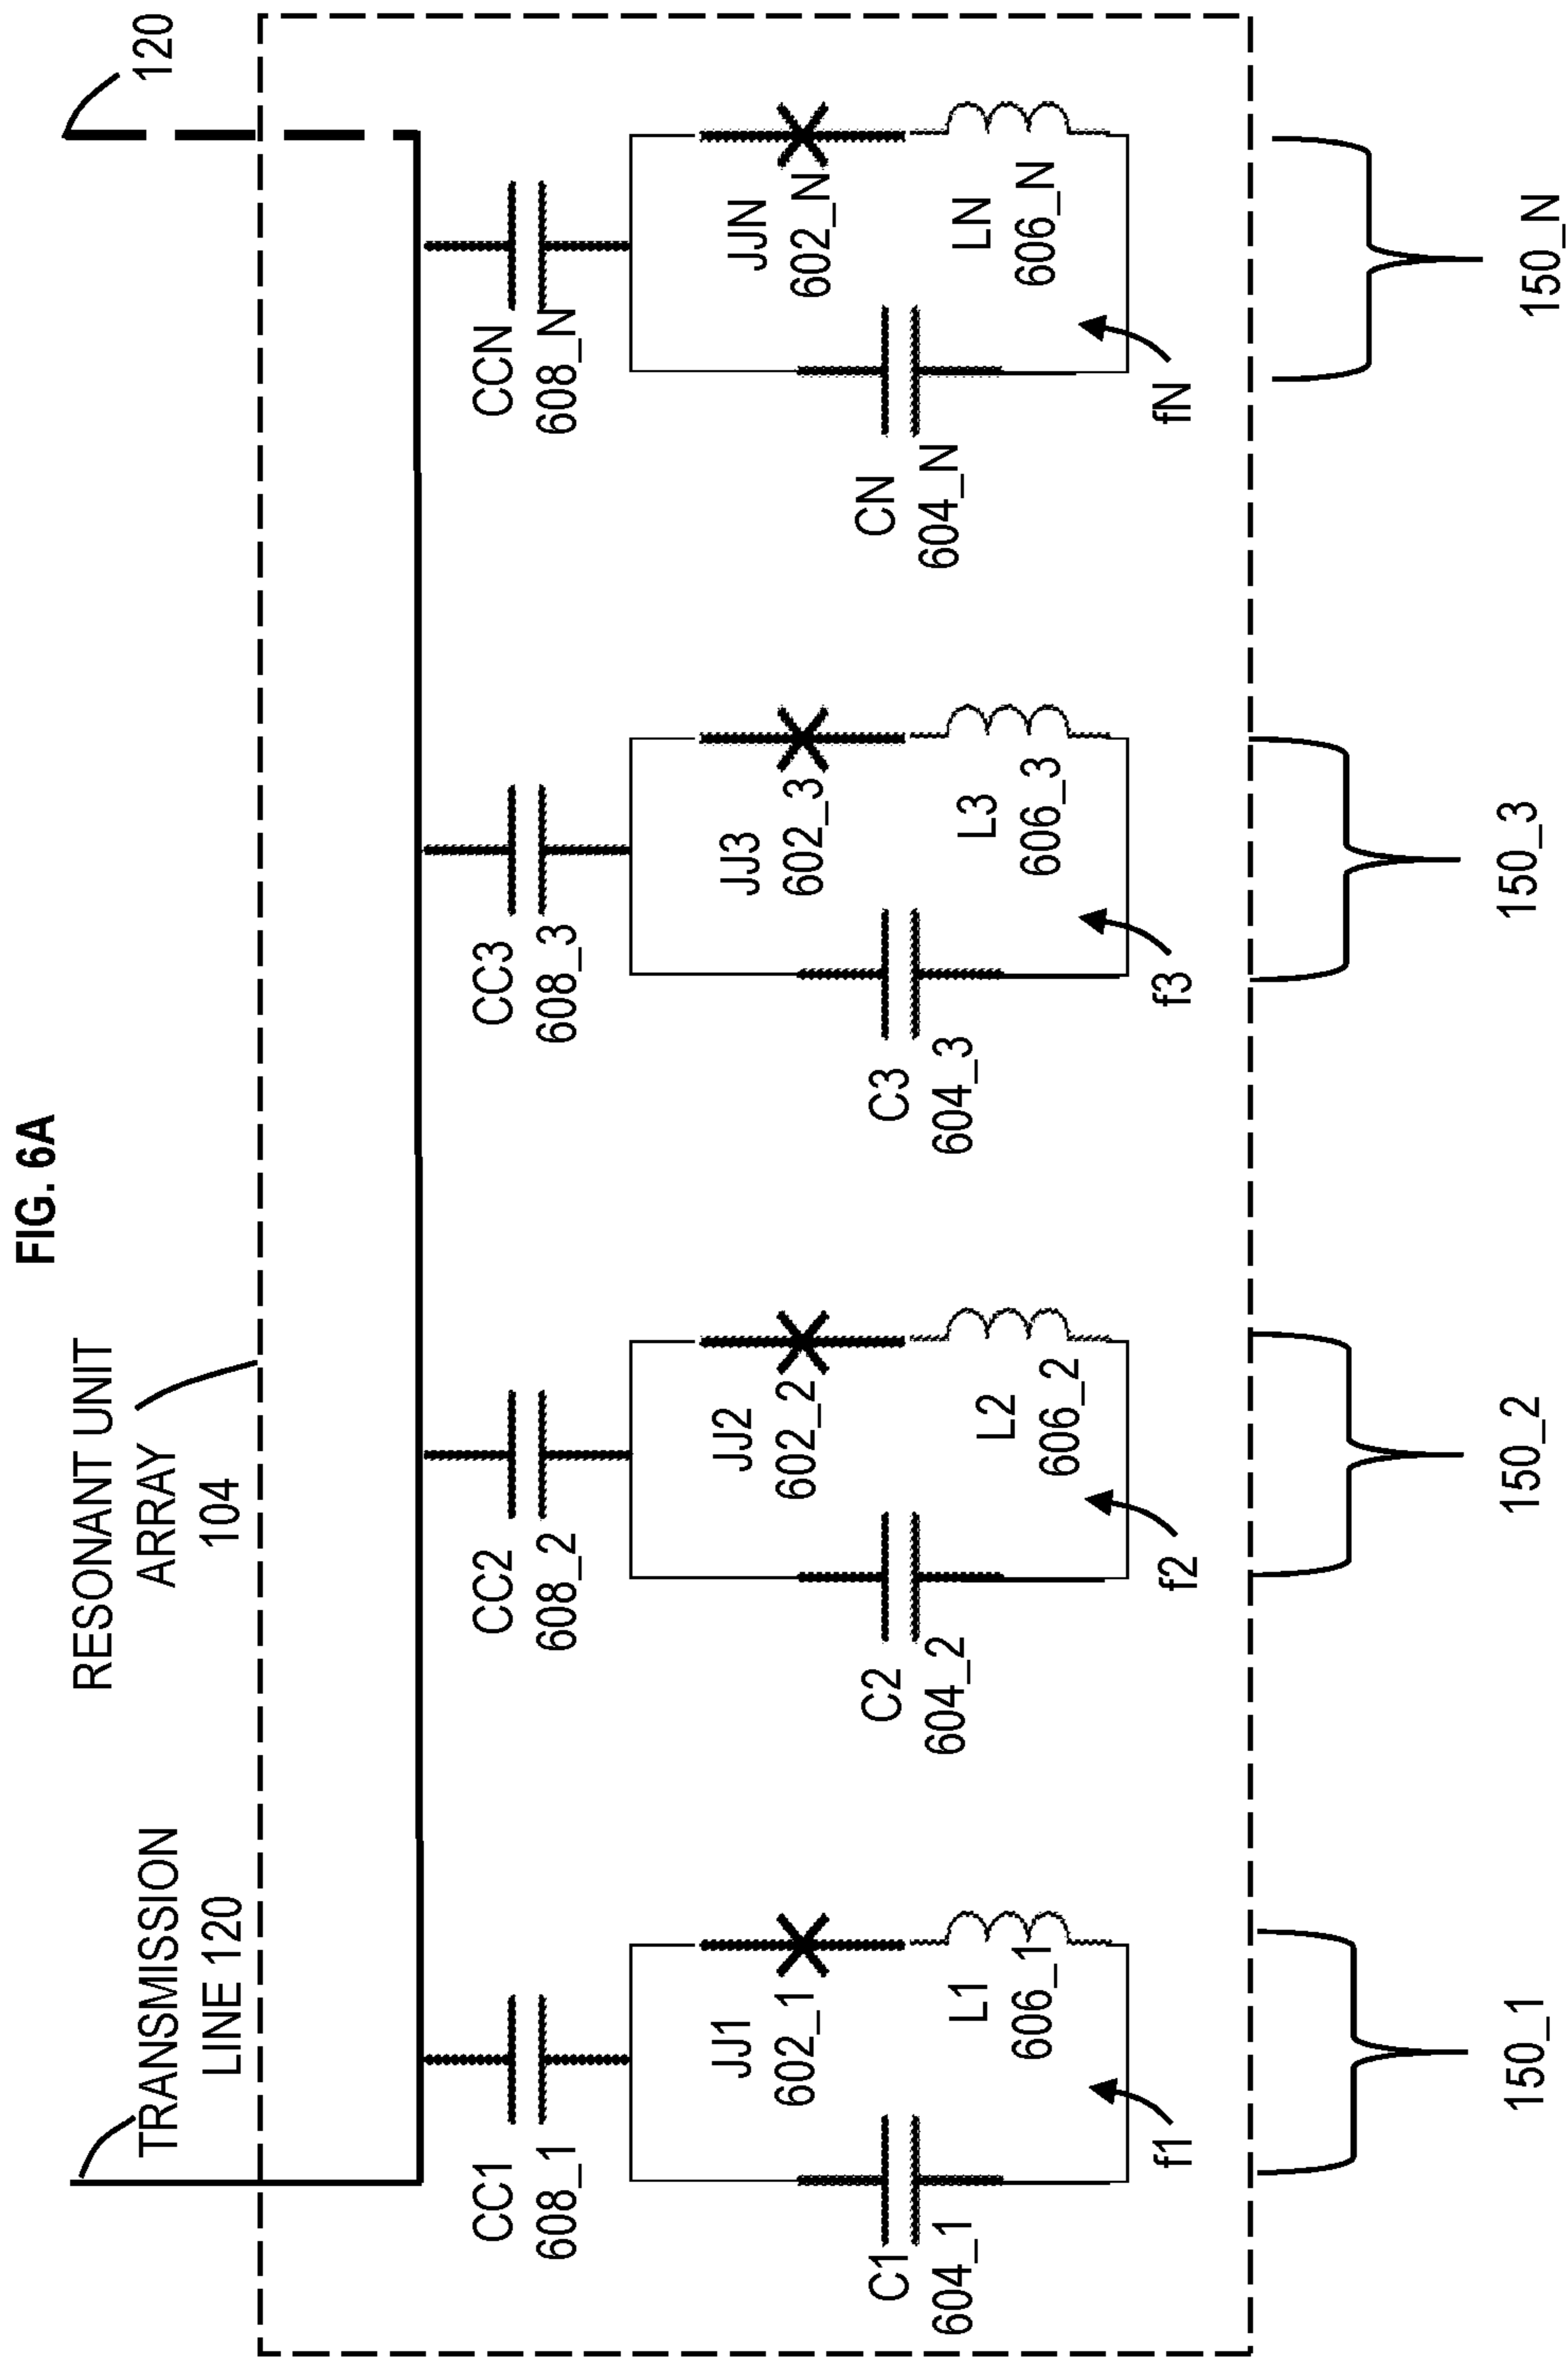 FIG. 6A
RESONANT UNIT
ARRAY
104
TRANSMISSION
LINE 120
120
CC1
608_1
CC2
608_2
CC3
608_3
CCN
608_N
JJ1
602_1
JJ2
602_2
JJ3
602_3
JJN
602_N
C1
604_1
L1
606_1
C2
604_2
L2
606_2
C3
604_3
L3
606_3
CN
604_N
LN
606_N
f1
f2
f3
fN
150_1
150_2
150_3
150_N